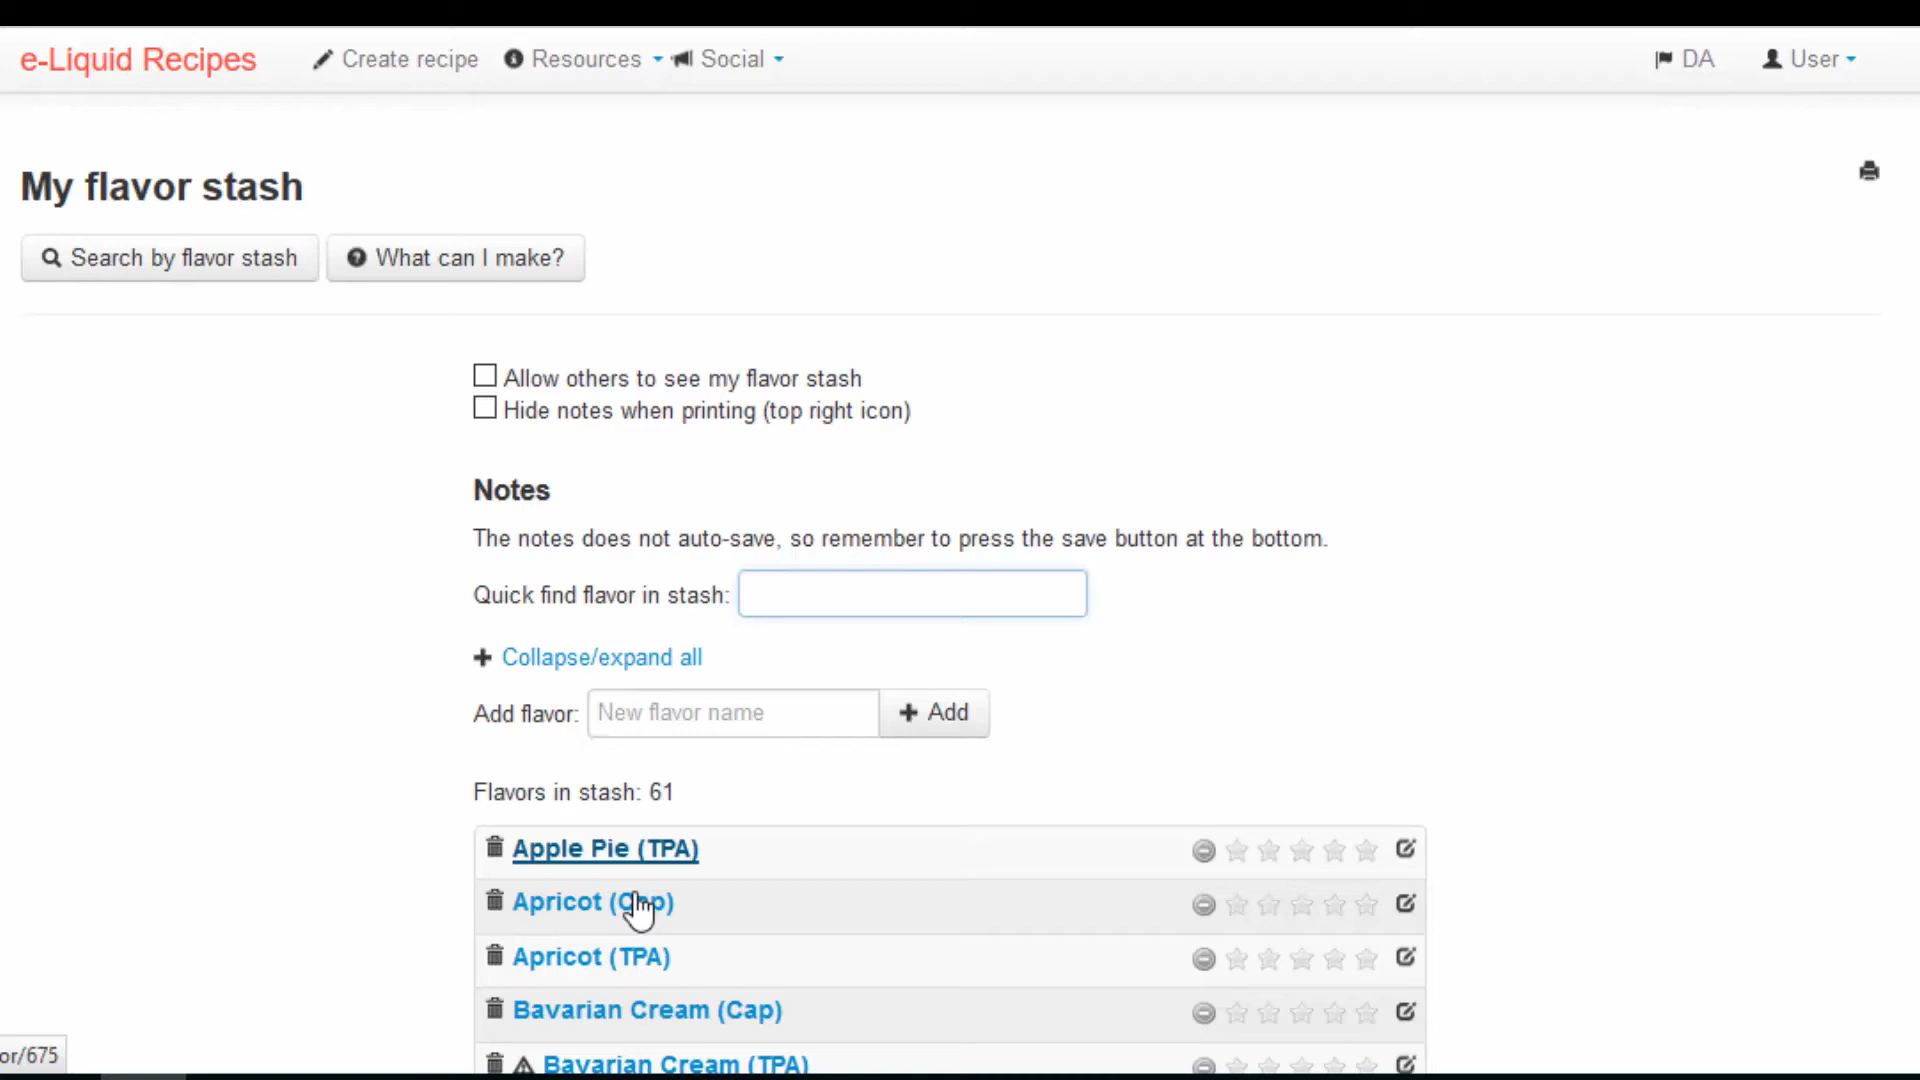 e-Liquid Recipes Create recipe Resources Social DA User
My flavor stash
Search by flavor stash What can I make?
Allow others to see my flavor stash
Hide notes when printing (top right icon)
Notes
The notes does not auto-save, so remember to press the save button at the bottom.
Quick find flavor in stash:
Collapse/expand all
Add flavor: New flavor name Add
Flavors in stash: 61
Apple Pie (TPA)
Apricot (Cap)
Apricot (TPA)
Bavarian Cream (Cap)
or/675
Bavarian Cream (TPA)